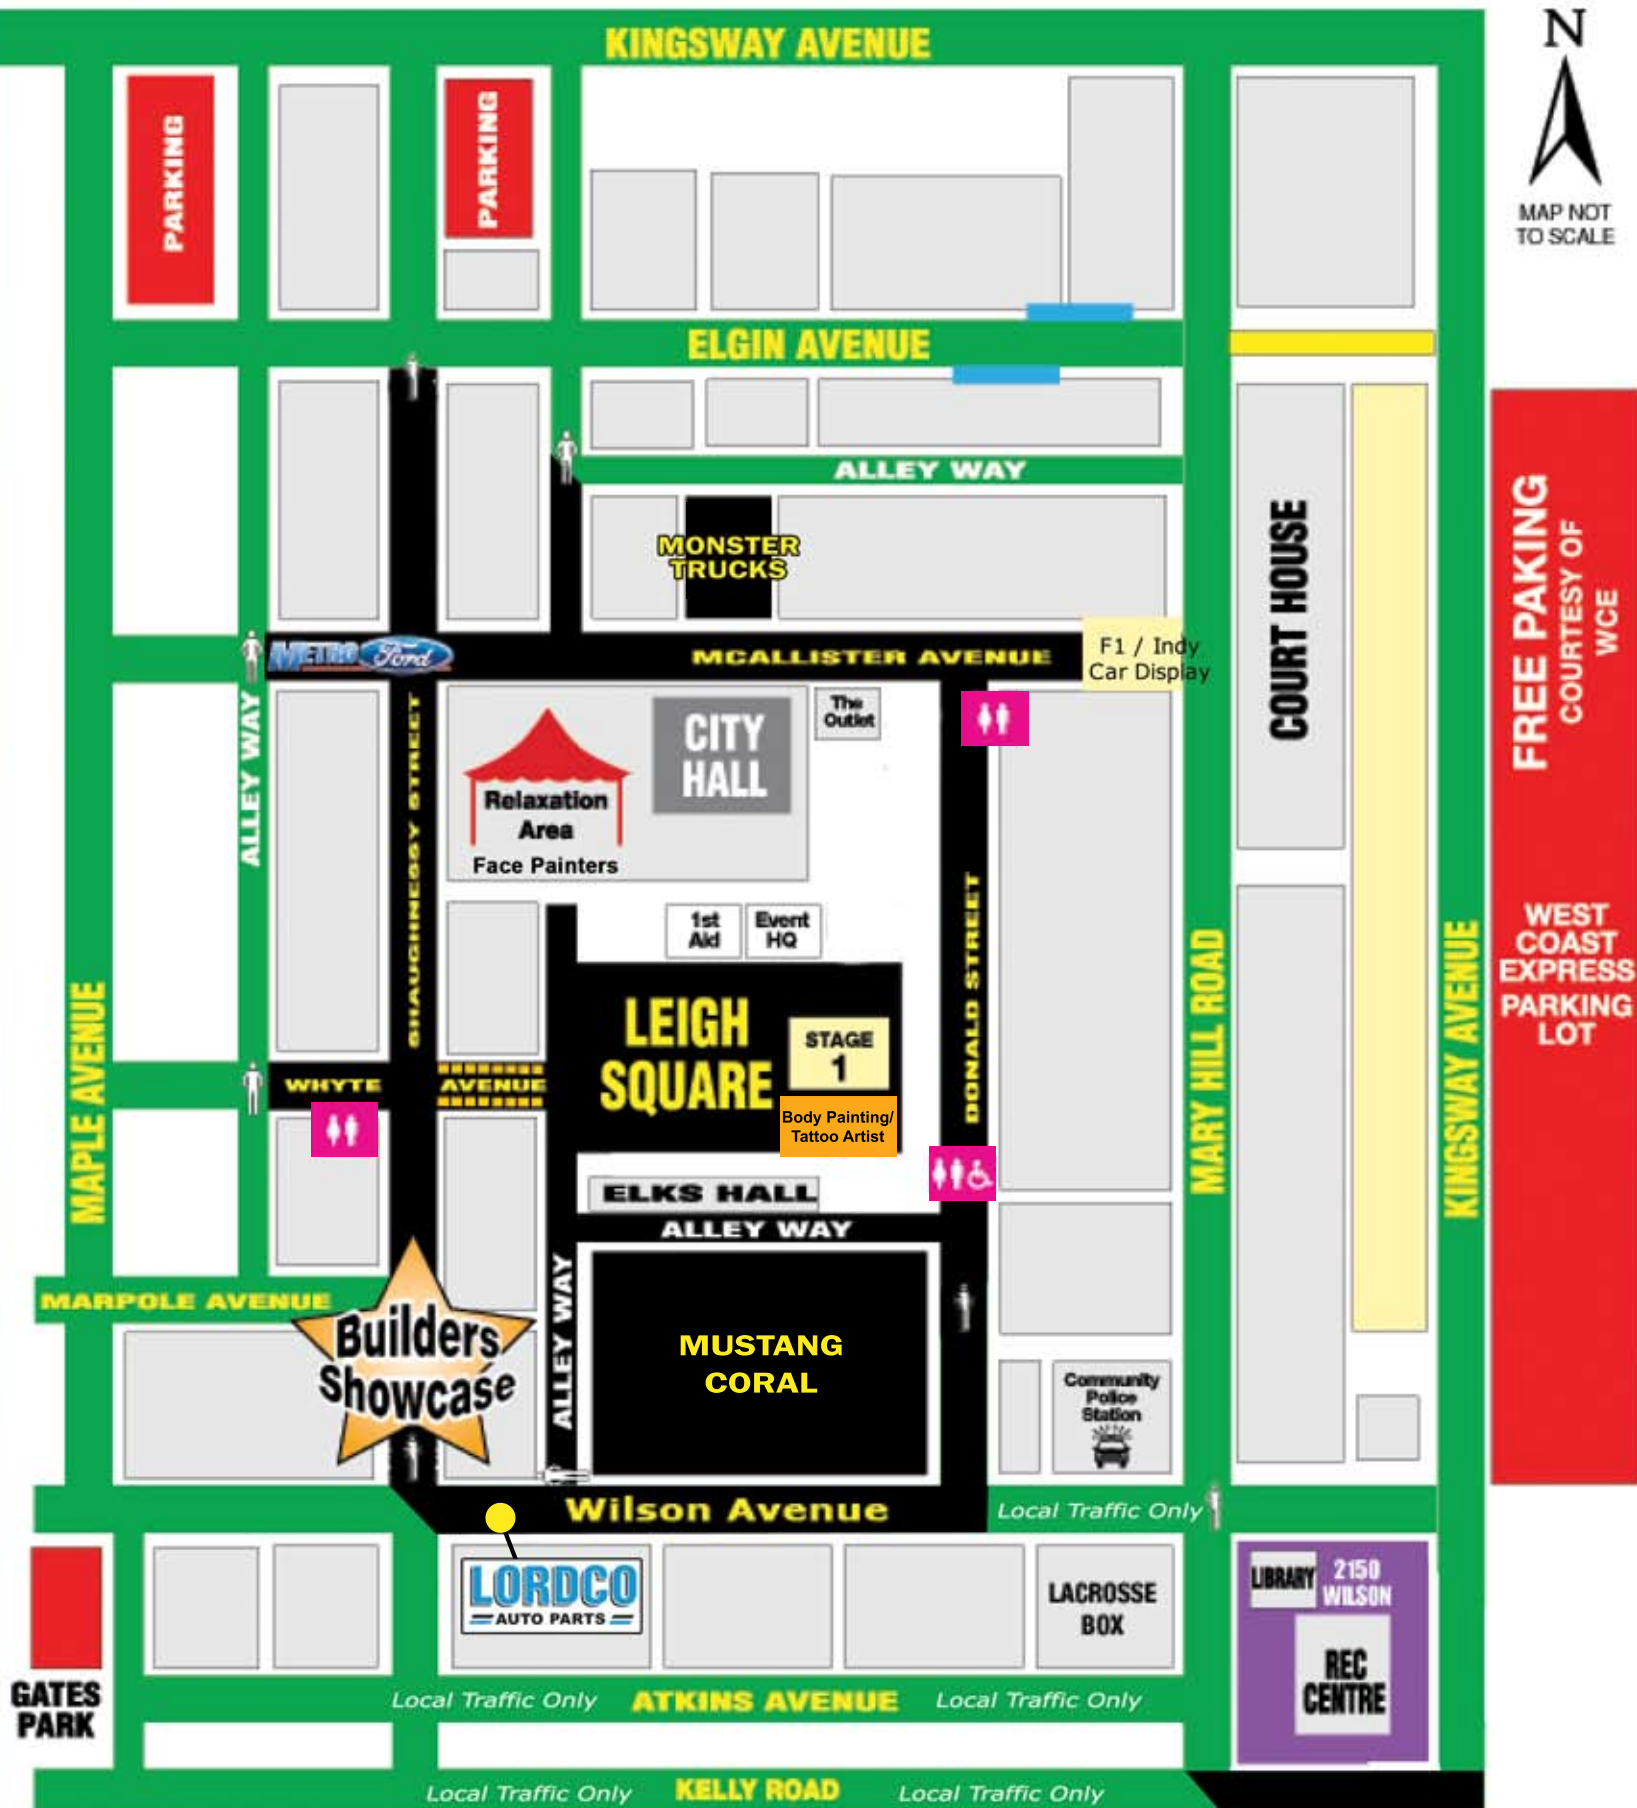 KINGSWAY AVENUE
N
MAP NOT
TO SCALE
PARKING
PARKING
ELGIN AVENUE
ALLEY WAY
MONSTER
TRUCKS
METRO Ford
MCALLISTER AVENUE
F1 / Indy
Car Display
COURT HOUSE
FREE PAKING
COURTESY OF
WCE
ALLEY WAY
SHAUGHNESSY STREET
CITY
HALL
The
Outlet
Relaxation
Area
Face Painters
1st
Aid
Event
HQ
DONALD STREET
MARY HILL ROAD
KINGSWAY AVENUE
WEST
COAST
EXPRESS
PARKING
LOT
MAPLE AVENUE
LEIGH
SQUARE
STAGE
1
WHYTE AVENUE
Body Painting/
Tattoo Artist
ELKS HALL
ALLEY WAY
ALLEY WAY
MARPOLE AVENUE
Builders
Showcase
MUSTANG
CORAL
Community
Police
Station
Wilson Avenue
Local Traffic Only
LORDCO
AUTO PARTS
LACROSSE
BOX
LIBRARY
2150
WILSON
REC
CENTRE
GATES
PARK
Local Traffic Only ATKINS AVENUE Local Traffic Only
Local Traffic Only KELLY ROAD Local Traffic Only